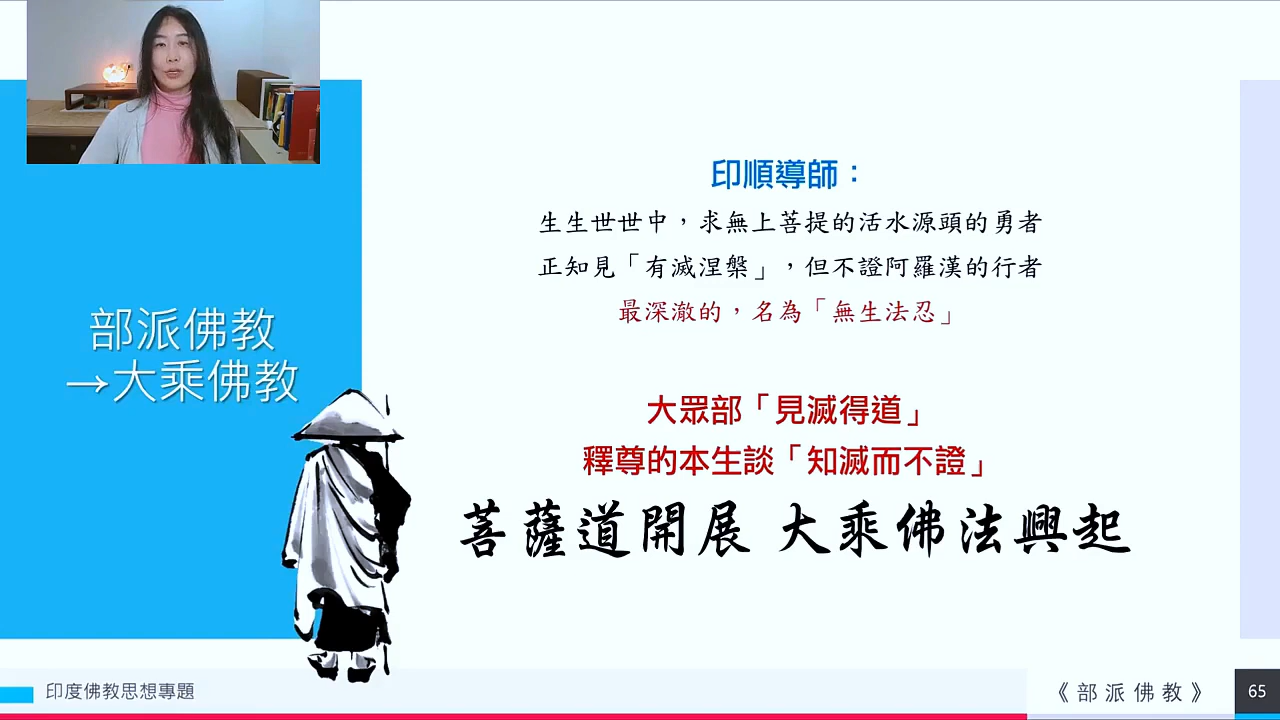 部派佛教
→大乘佛教
印順導師：
生生世世中，求無上菩提的活水源頭的勇者
正知見「有滅涅槃」，但不證阿羅漢的行者
最深澈的，名為「無生法忍」
大眾部「見滅得道」
釋尊的本生談「知滅而不證」
菩薩道開展 大乘佛法興起
印度佛教思想專題
《部派佛教》
65